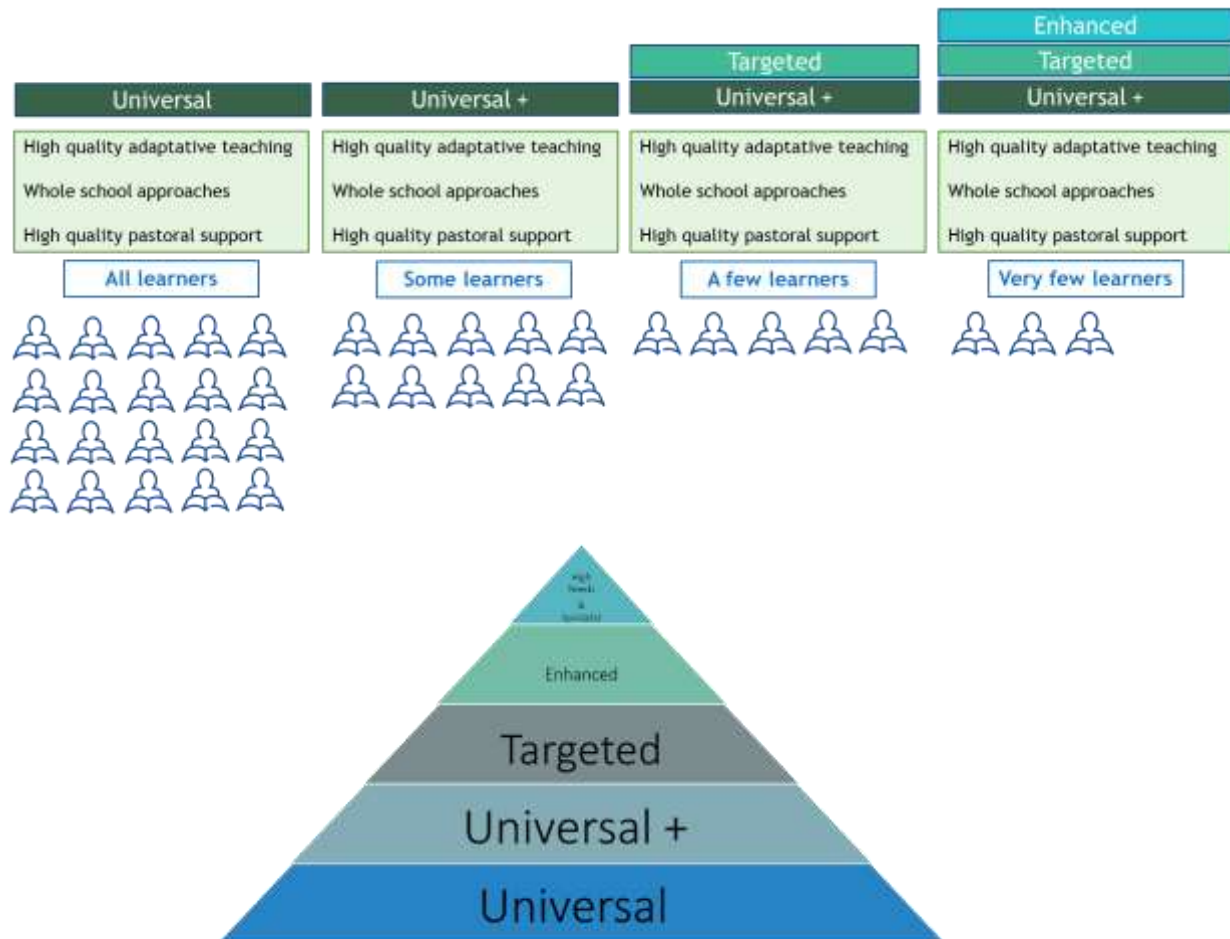 Universal
High quality adaptative teaching
Whole school approaches
High quality pastoral support
All learners
Universal +
High quality adaptative teaching
Whole school approaches
High quality pastoral support
Some learners
Targeted
Universal +
High quality adaptative teaching
Whole school approaches
High quality pastoral support
A few learners
Enhanced
Targeted
Universal +
High quality adaptative teaching
Whole school approaches
High quality pastoral support
Very few learners
High
Needs
&
Specialist
Enhanced
Targeted
Universal +
Universal